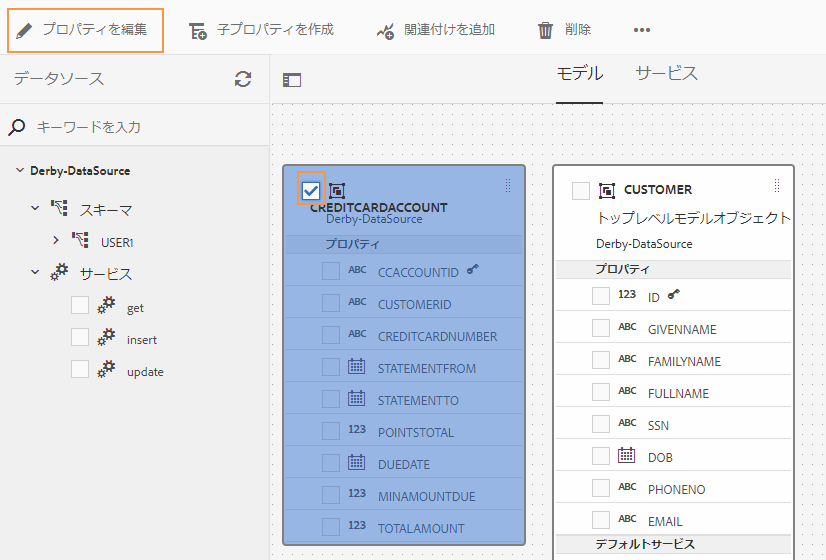 プロパティを編集
子プロパティを作成
関連付けを追加
削除
データソース
モデル
サービス
キーワードを入力
Derby-DataSource
スキーマ
USER1
サービス
get
insert
update
CREDITCARDACCOUNT
Derby-DataSource
プロパティ
ABC CCACCOUNTID
ABC CUSTOMERID
ABC CREDITCARDNUMBER
STATEMENTFROM
STATEMENTTO
123 POINTSTOTAL
DUEDATE
123 MINAMOUNTDUE
123 TOTALAMOUNT
CUSTOMER
トップレベルモデルオブジェクト
Derby-DataSource
プロパティ
123 ID
ABC GIVENNAME
ABC FAMILYNAME
ABC FULLNAME
ABC SSN
DOB
ABC PHONENO
ABC EMAIL
デフォルトサービス